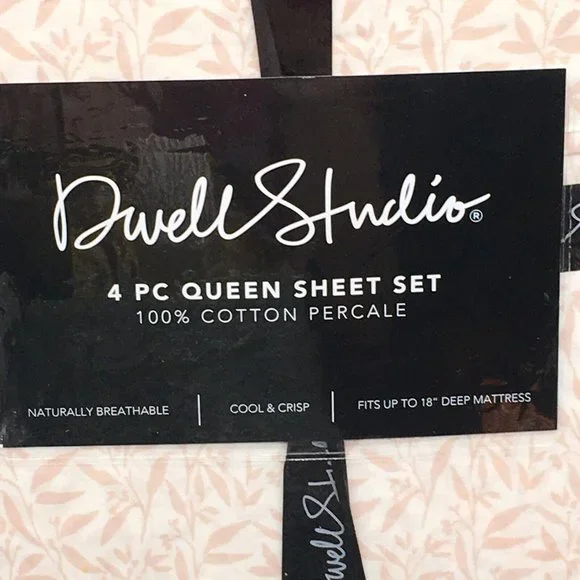 DwellStudio®
4 PC QUEEN SHEET SET
100% COTTON PERCALE
NATURALLY BREATHABLE | COOL & CRISP | FITS UP TO 18" DEEP MATTRESS